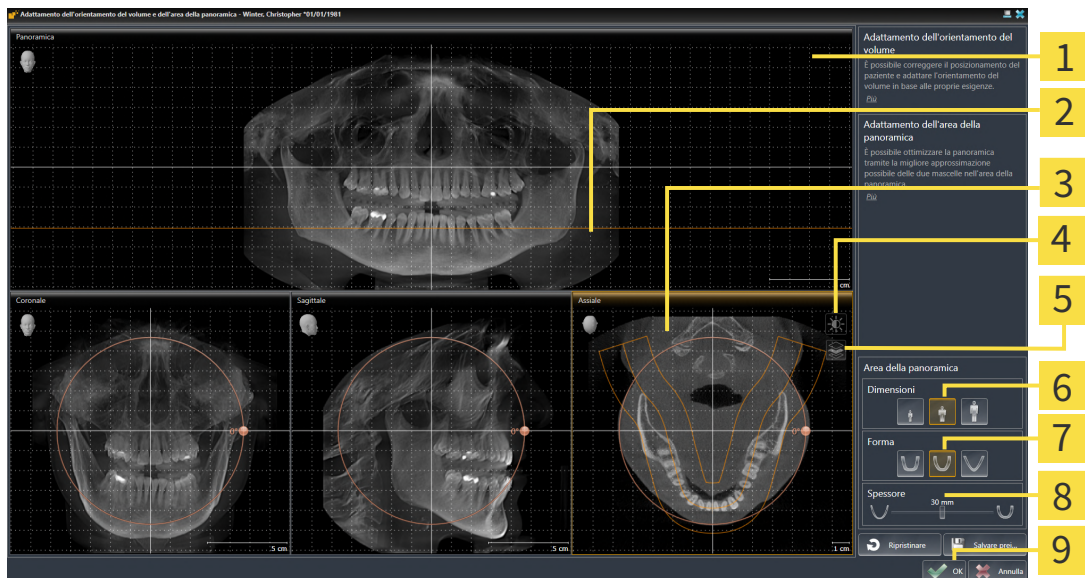 Adattamento dell'orientamento del volume e dell'area della panoramica - Winter, Christopher *01/01/1981
Panoramica
cm
Coronale
0°
5 cm
Sagittale
0°
5 cm
Assiale
0°
1 cm
Adattamento dell'orientamento del
volume
È possibile correggere il posizionamento del
paziente e adattare l'orientamento del
volume in base alle proprie esigenze.
Più
Adattamento dell'area della
panoramica
È possibile ottimizzare la panoramica
tramite la migliore approssimazione
possibile delle due mascelle nell'area della
panoramica
Più
Area della panoramica
Dimensioni
Forma
Spessore
30 mm
Ripristinare
Salvare prei...
OK
Annulla
1
2
3
4
5
6
7
8
9